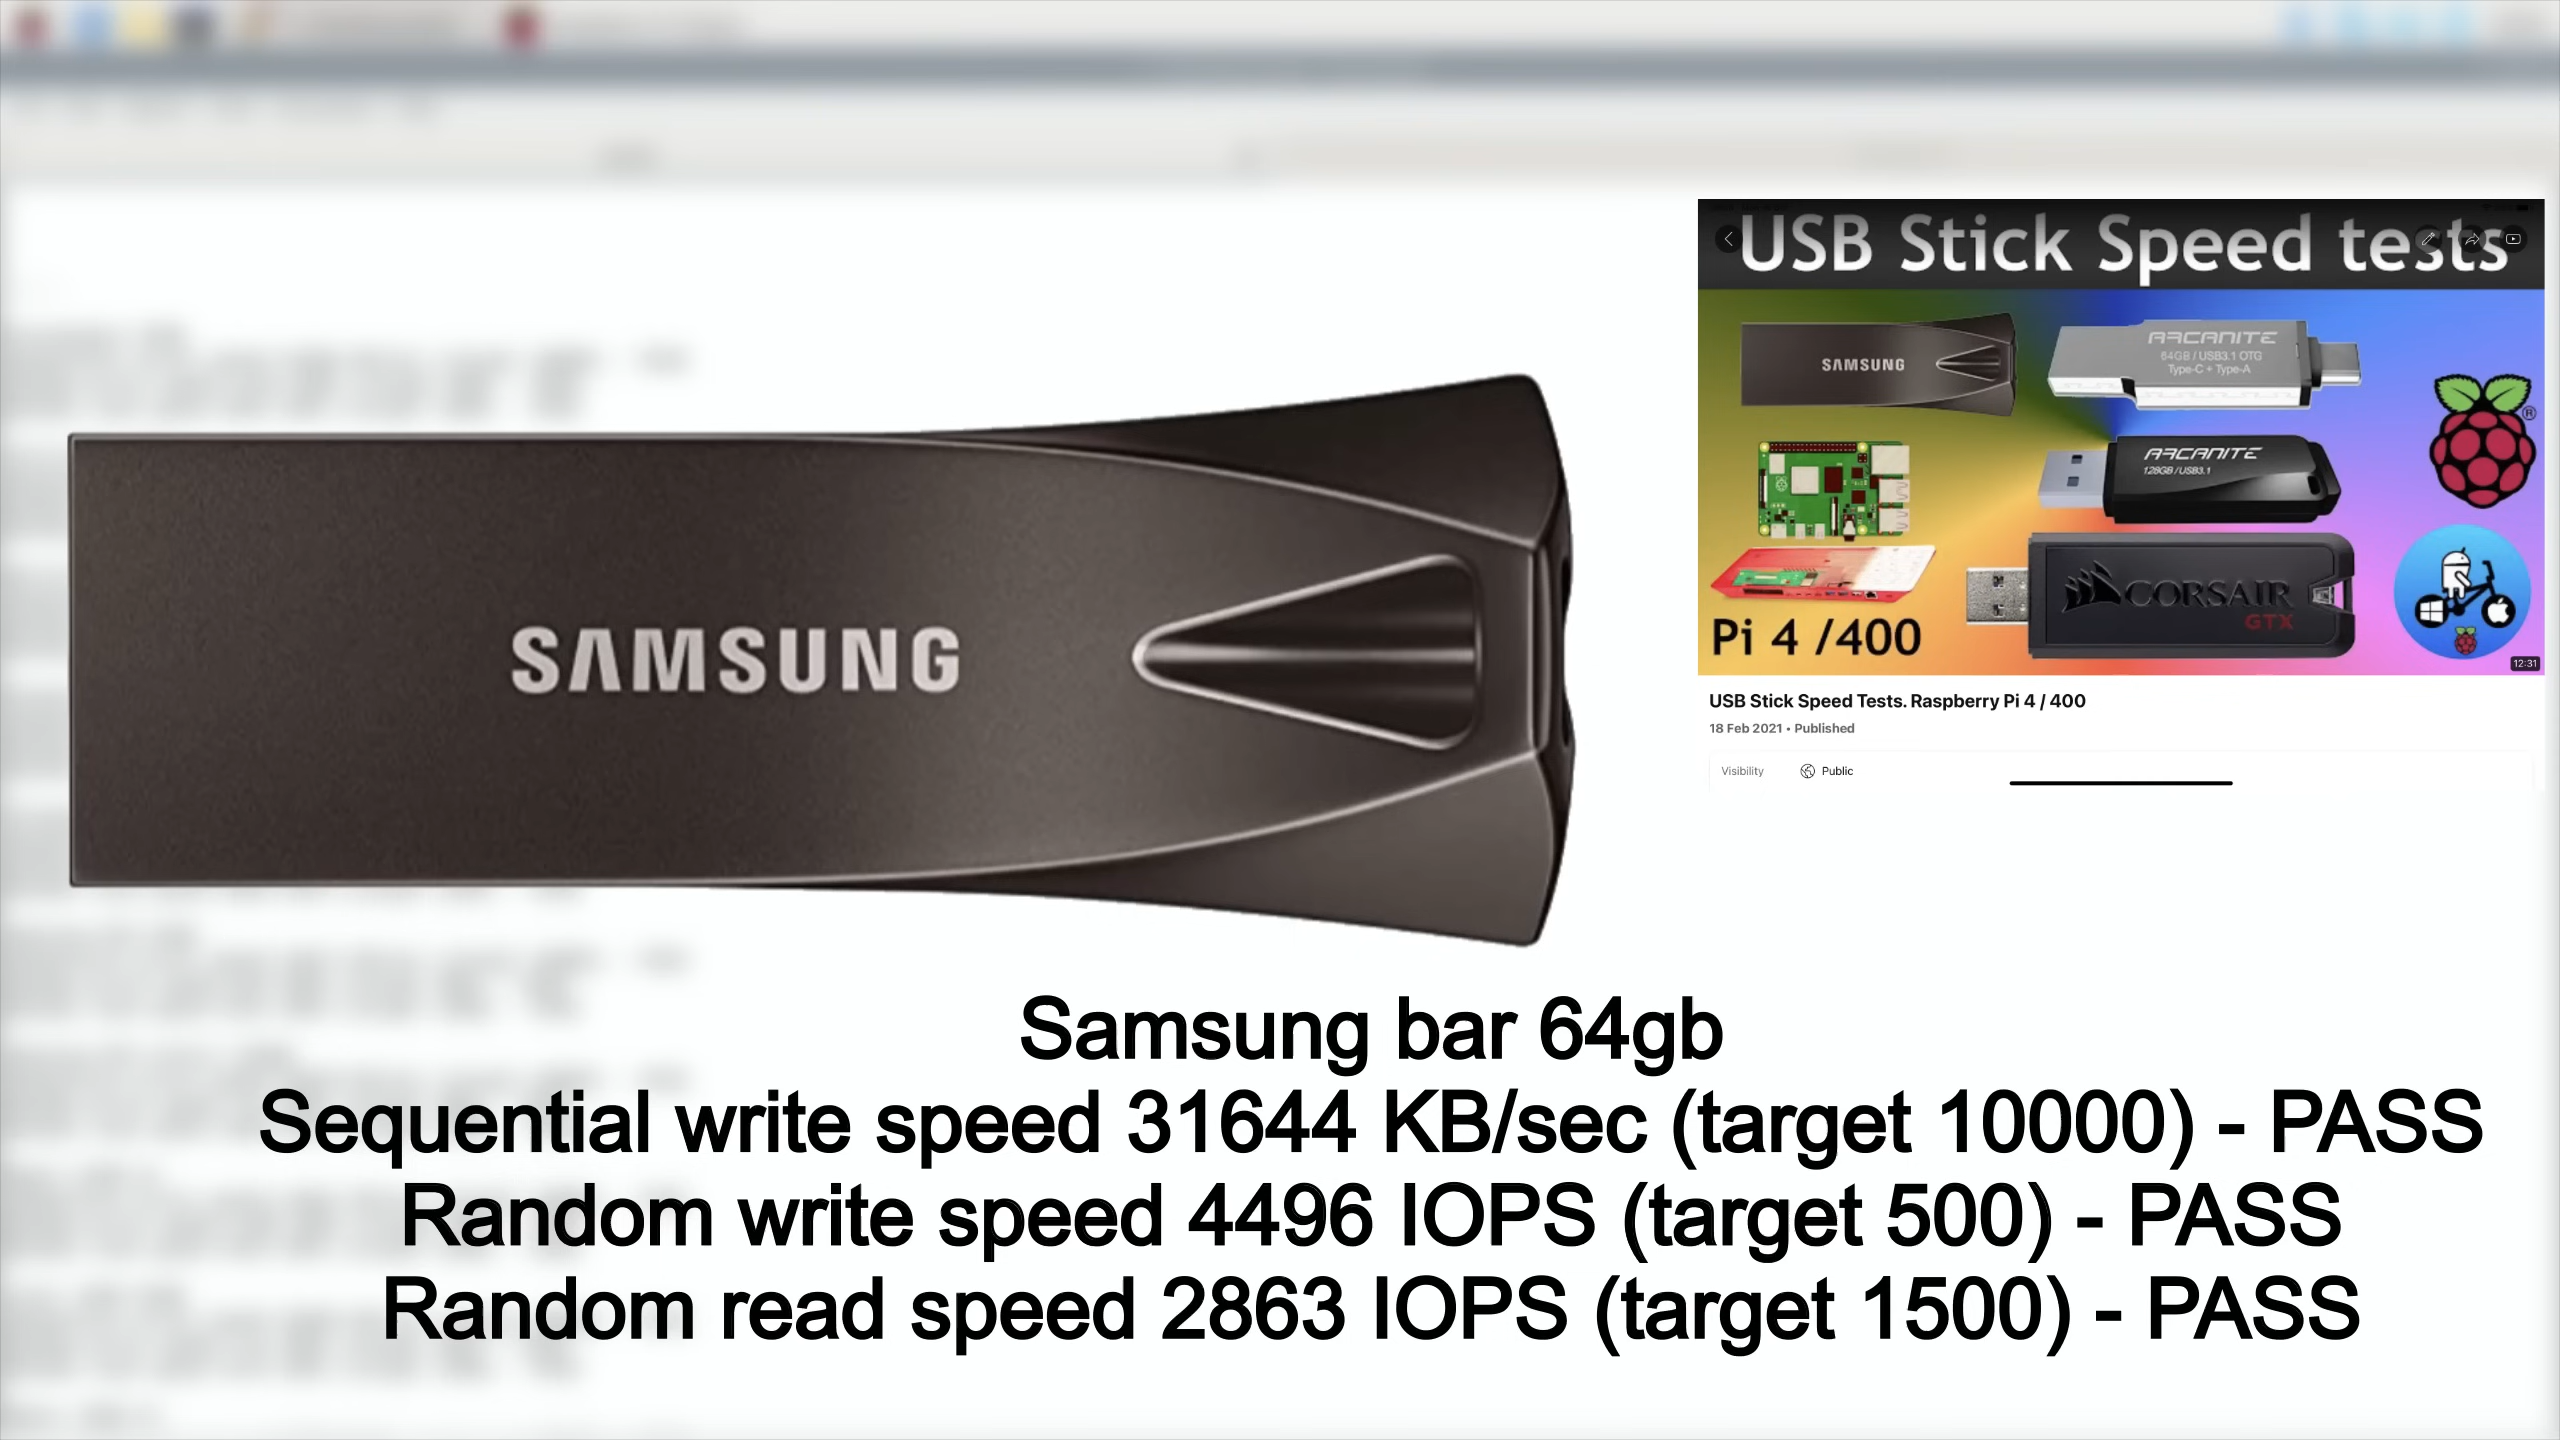 SAMSUNG
USB Stick Speed tests
SAMSUNG
ARCANITE
64GB / USB3.1 OTG
Type-C + Type-A
ARCANITE
128GB / USB3.1
®
CORSAIR
GTX
Pi 4 /400
12:31
USB Stick Speed Tests. Raspberry Pi 4 / 400
18 Feb 2021 • Published
Visibility Public
Samsung bar 64gb
Sequential write speed 31644 KB/sec (target 10000) - PASS
Random write speed 4496 IOPS (target 500) - PASS
Random read speed 2863 IOPS (target 1500) - PASS